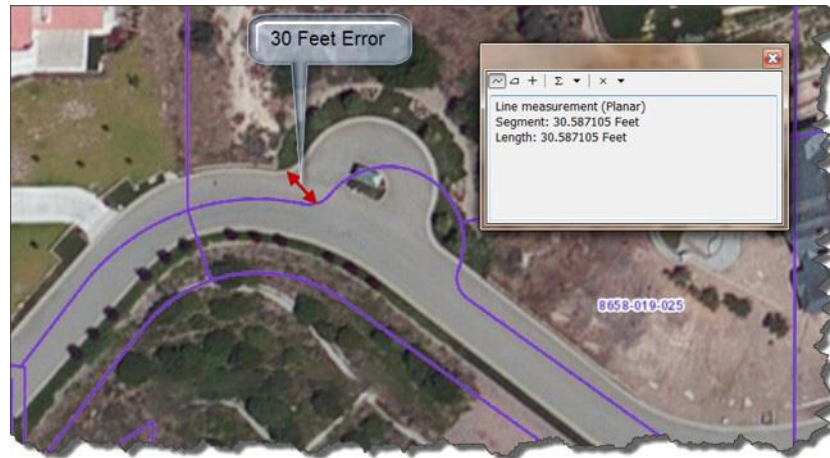 30 Feet Error
Line measurement (Planar)
Segment: 30.587105 Feet
Length: 30.587105 Feet
8658-019-025